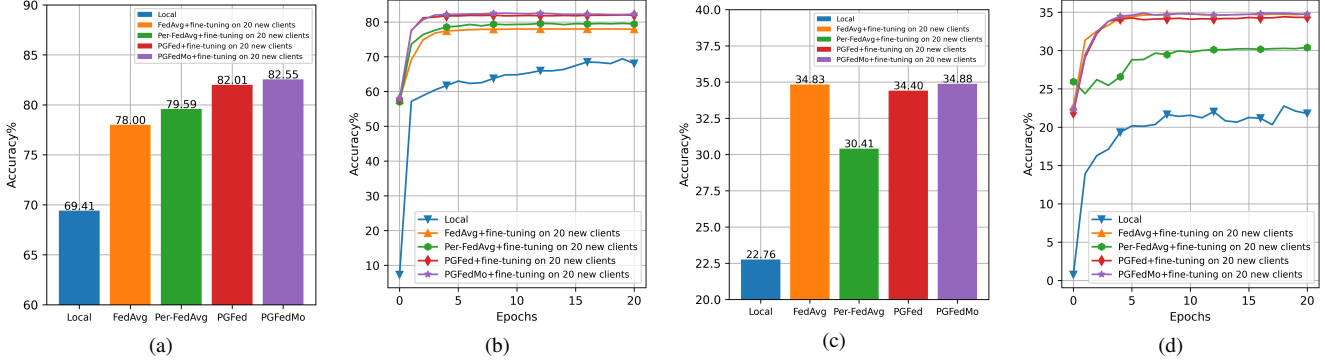 90
85
80
75
70
65
60
Accuracy%
Local
FedAvg+fine-tuning on 20 new clients
Per-FedAvg+fine-tuning on 20 new clients
PGFed+fine-tuning on 20 new clients
PGFedMo+fine-tuning on 20 new clients
69.41
78.00
79.59
82.01
82.55
Local FedAvg Per-FedAvg PGFed PGFedMo
(a)
80
70
60
50
40
30
20
10
Accuracy%
Local
FedAvg+fine-tuning on 20 new clients
Per-FedAvg+fine-tuning on 20 new clients
PGFed+fine-tuning on 20 new clients
PGFedMo+fine-tuning on 20 new clients
0 5 10 15 20
Epochs
(b)
40.0
37.5
35.0
32.5
30.0
27.5
25.0
22.5
20.0
Accuracy%
Local
FedAvg+fine-tuning on 20 new clients
Per-FedAvg+fine-tuning on 20 new clients
PGFed+fine-tuning on 20 new clients
PGFedMo+fine-tuning on 20 new clients
22.76
34.83
30.41
34.40
34.88
Local FedAvg Per-FedAvg PGFed PGFedMo
(c)
35
30
25
20
15
10
5
0
Accuracy%
Local
FedAvg+fine-tuning on 20 new clients
Per-FedAvg+fine-tuning on 20 new clients
PGFed+fine-tuning on 20 new clients
PGFedMo+fine-tuning on 20 new clients
0 5 10 15 20
Epochs
(d)